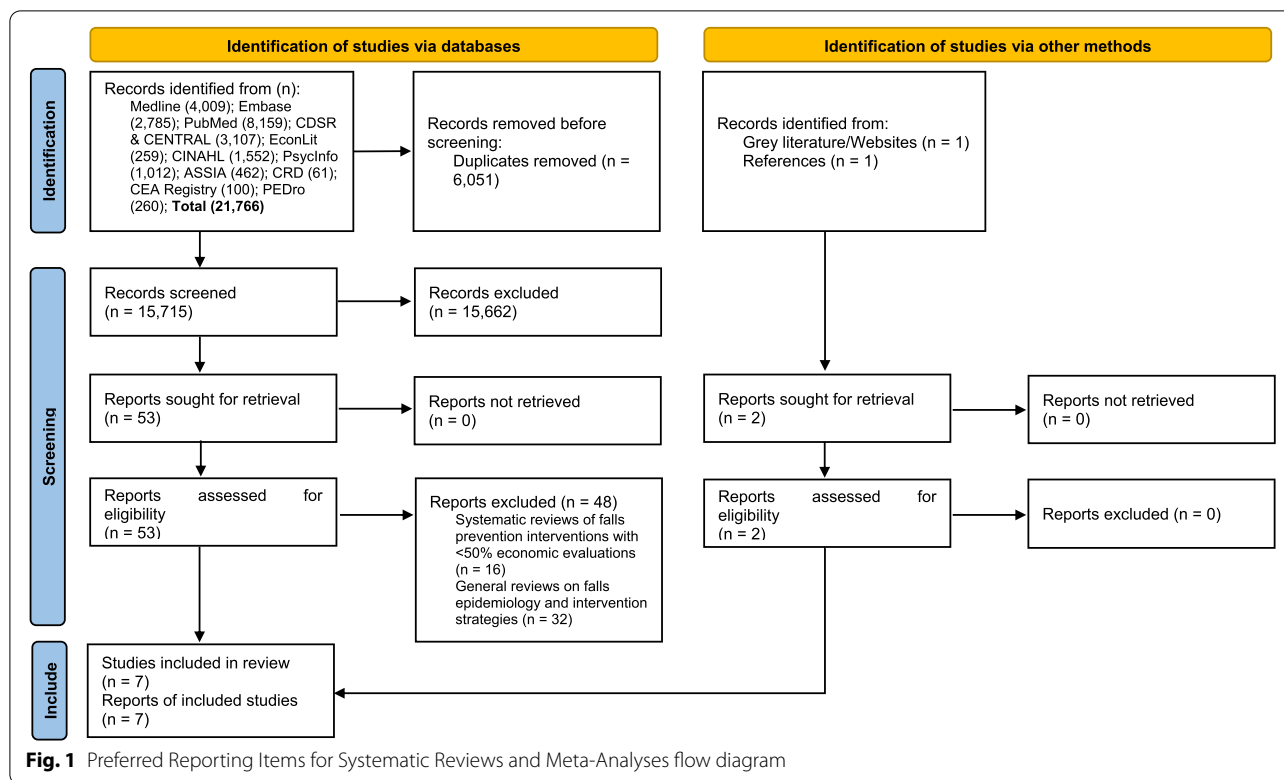 Identification of studies via databases
Identification of studies via other methods
Identification
Records identified from (n):
Medline (4,009); Embase
(2,785); PubMed (8,159); CDSR
& CENTRAL (3,107); EconLit
(259); CINAHL (1,552); PsycInfo
(1,012); ASSIA (462); CRD (61);
CEA Registry (100); PEDro
(260); Total (21,766)
Records removed before
screening:
Duplicates removed (n =
6,051)
Records identified from:
Grey literature/Websites (n = 1)
References (n = 1)
Screening
Records screened
(n = 15,715)
Records excluded
(n = 15,662)
Reports sought for retrieval
(n = 53)
Reports not retrieved
(n = 0)
Reports sought for retrieval
(n = 2)
Reports not retrieved
(n = 0)
Reports assessed for
eligibility
(n = 53)
Reports excluded (n = 48)
Systematic reviews of falls
prevention interventions with
<50% economic evaluations
(n = 16)
General reviews on falls
epidemiology and intervention
strategies (n = 32)
Reports assessed for
eligibility
(n = 2)
Reports excluded (n = 0)
Include
Studies included in review
(n = 7)
Reports of included studies
(n = 7)
Fig. 1 Preferred Reporting Items for Systematic Reviews and Meta-Analyses flow diagram